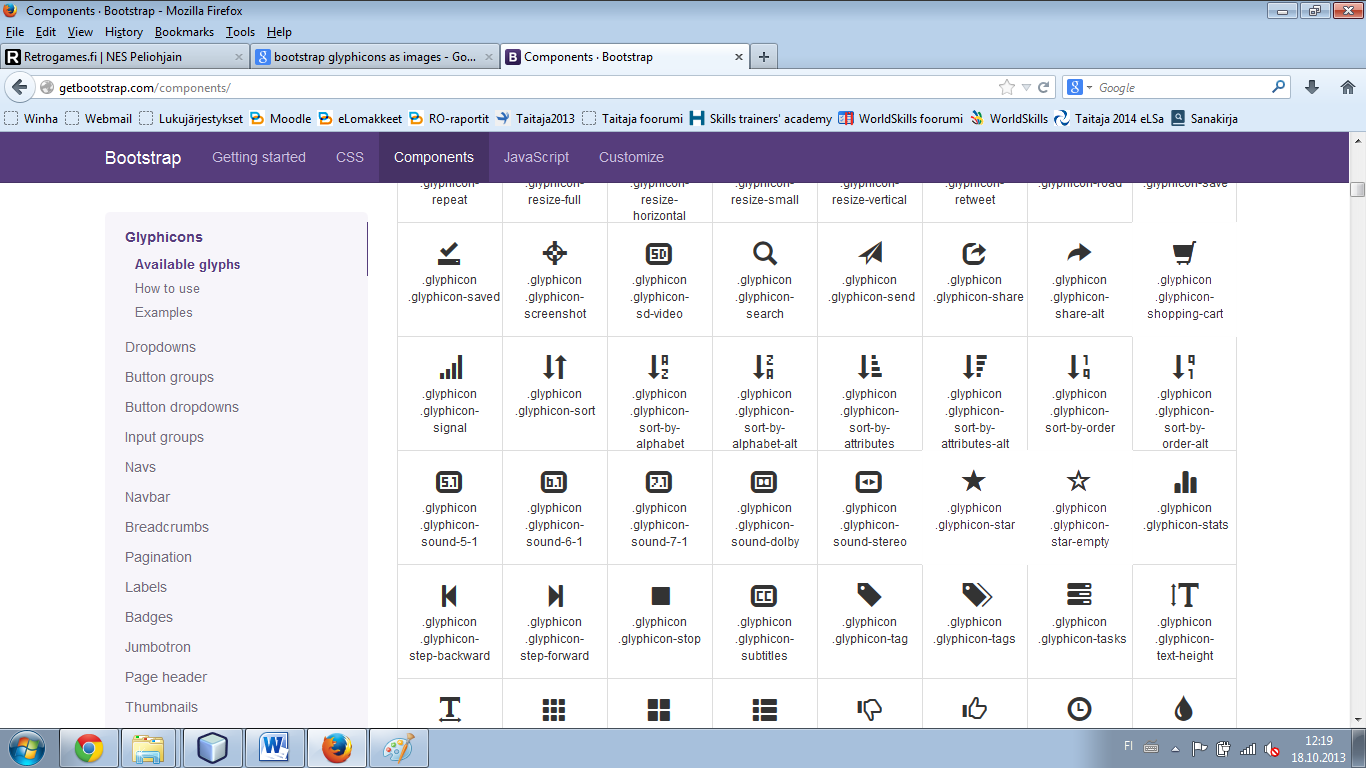 Components · Bootstrap - Mozilla Firefox
File Edit View History Bookmarks Tools Help
Retrogames.fi | NES Peliohjain
bootstrap glyphicons as images - Go...
Components · Bootstrap
getbootstrap.com/components/
Google
Winha Webmail Lukujärjestykset Moodle eLomakkeet RO-raportit Taitaja2013 Taitaja foorumi Skills trainers' academy WorldSkills foorumi WorldSkills Taitaja 2014 eLSa Sanakirja
Bootstrap Getting started CSS Components JavaScript Customize
Glyphicons
Available glyphs
How to use
Examples
Dropdowns
Button groups
Button dropdowns
Input groups
Navs
Navbar
Breadcrumbs
Pagination
Labels
Badges
Jumbotron
Page header
Thumbnails
.glyphicon-
repeat
.glyphicon-
resize-full
.glyphicon-
resize-
horizontal
.glyphicon-
resize-small
.glyphicon-
resize-vertical
.glyphicon-
retweet
.glyphicon-road
.glyphicon-save
.glyphicon
.glyphicon-saved
.glyphicon
.glyphicon-
screenshot
SD
.glyphicon
.glyphicon-
sd-video
.glyphicon
.glyphicon-
search
.glyphicon
.glyphicon-send
.glyphicon
.glyphicon-share
.glyphicon
.glyphicon-
share-alt
.glyphicon
.glyphicon-
shopping-cart
.glyphicon
.glyphicon-
signal
.glyphicon
.glyphicon-sort
A
Z
.glyphicon
.glyphicon-
sort-by-
alphabet
Z
A
.glyphicon
.glyphicon-
sort-by-
alphabet-alt
.glyphicon
.glyphicon-
sort-by-
attributes
.glyphicon
.glyphicon-
sort-by-
attributes-alt
1
9
.glyphicon
.glyphicon-
sort-by-order
9
1
.glyphicon
.glyphicon-
sort-by-
order-alt
5.1
.glyphicon
.glyphicon-
sound-5-1
6.1
.glyphicon
.glyphicon-
sound-6-1
7.1
.glyphicon
.glyphicon-
sound-7-1
.glyphicon
.glyphicon-
sound-dolby
.glyphicon
.glyphicon-
sound-stereo
.glyphicon
.glyphicon-star
.glyphicon
.glyphicon-
star-empty
.glyphicon
.glyphicon-stats
.glyphicon
.glyphicon-
step-backward
.glyphicon
.glyphicon-
step-forward
.glyphicon
.glyphicon-stop
CC
.glyphicon
.glyphicon-
subtitles
.glyphicon
.glyphicon-tag
.glyphicon
.glyphicon-tags
.glyphicon
.glyphicon-tasks
T
.glyphicon
.glyphicon-
text-height
T
FI
12:19
18.10.2013